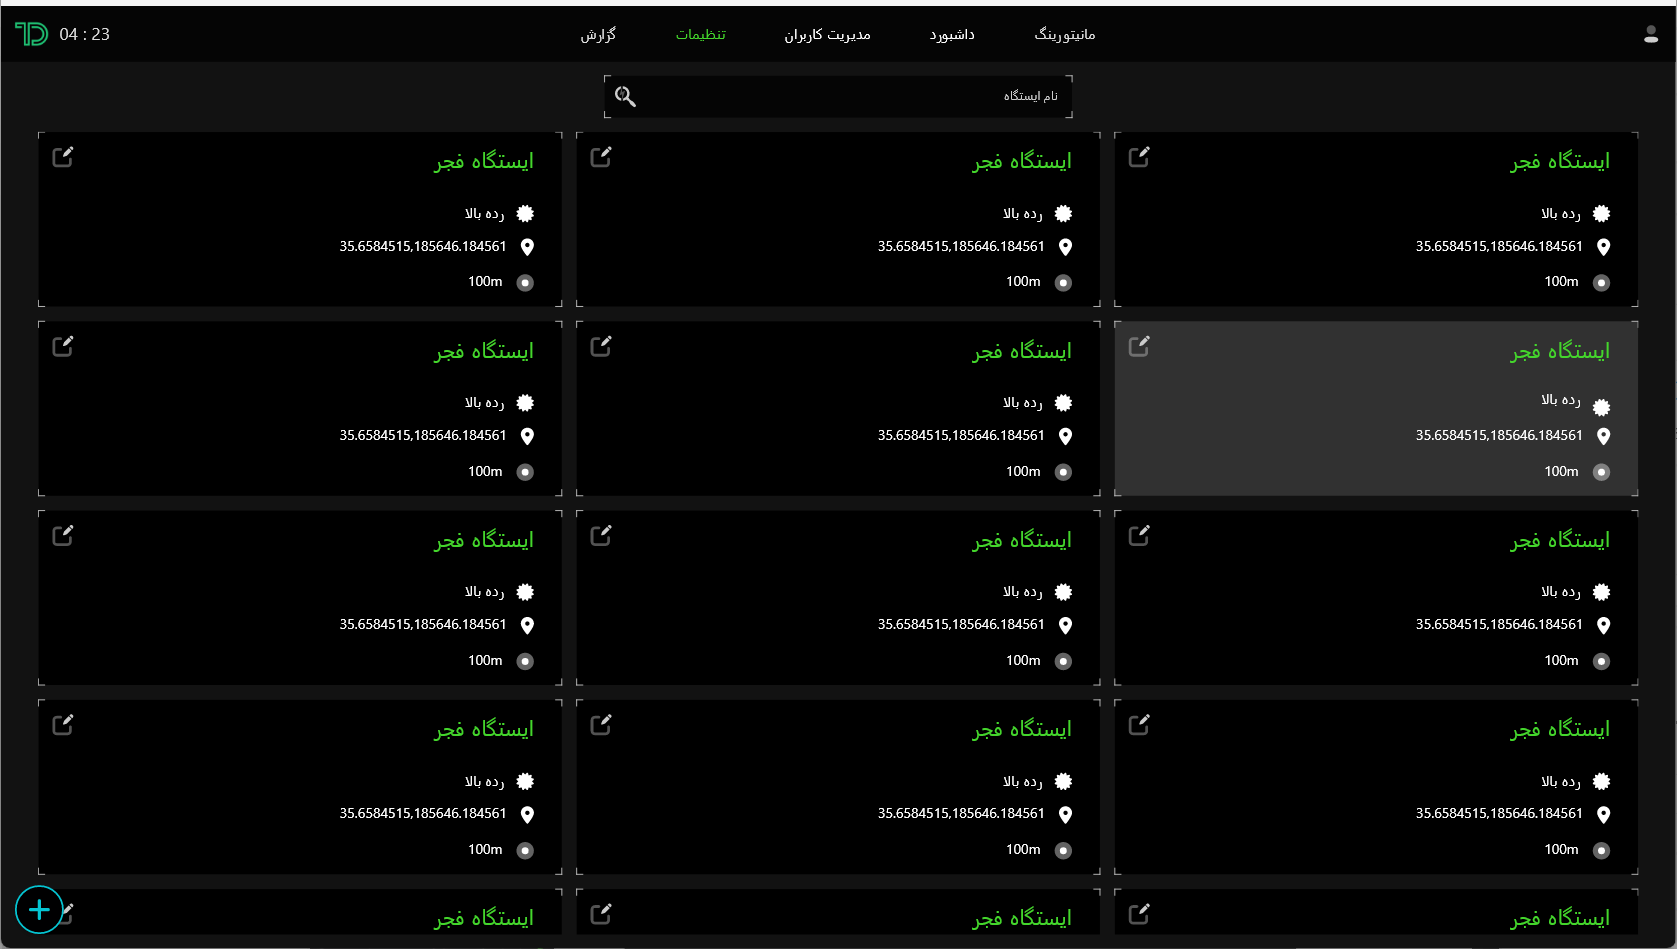 04 : 23
مانیتورینگ
داشبورد
مدیریت کاربران
تنظیمات
گزارش
نام ایستگاه
ایستگاه فجر
رده بالا
35.6584515,185646.184561
100m
ایستگاه فجر
رده بالا
35.6584515,185646.184561
100m
ایستگاه فجر
رده بالا
35.6584515,185646.184561
100m
ایستگاه فجر
رده بالا
35.6584515,185646.184561
100m
ایستگاه فجر
رده بالا
35.6584515,185646.184561
100m
ایستگاه فجر
رده بالا
35.6584515,185646.184561
100m
ایستگاه فجر
رده بالا
35.6584515,185646.184561
100m
ایستگاه فجر
رده بالا
35.6584515,185646.184561
100m
ایستگاه فجر
رده بالا
35.6584515,185646.184561
100m
ایستگاه فجر
رده بالا
35.6584515,185646.184561
100m
ایستگاه فجر
رده بالا
35.6584515,185646.184561
100m
ایستگاه فجر
رده بالا
35.6584515,185646.184561
100m
ایستگاه فجر
ایستگاه فجر
ایستگاه فجر